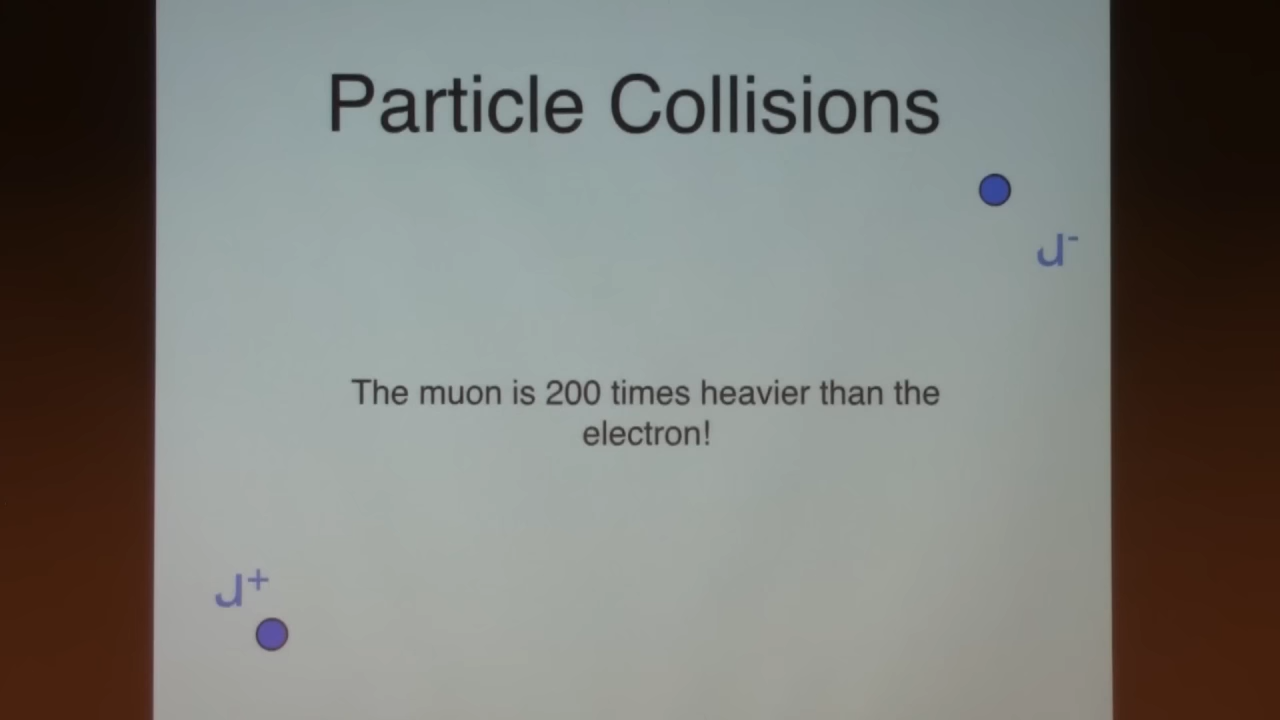 Particle Collisions
J-
The muon is 200 times heavier than the
electron!
J+